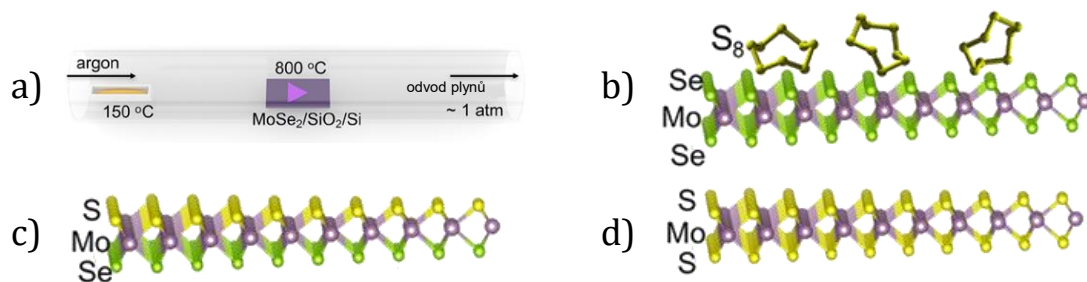 a)
argon
800 °C
odvod plynů
150 °C
~ 1 atm
MoSe₂/SiO₂/Si
b)
S₈
Se
Mo
Se
c)
S
Mo
Se
d)
S
Mo
S